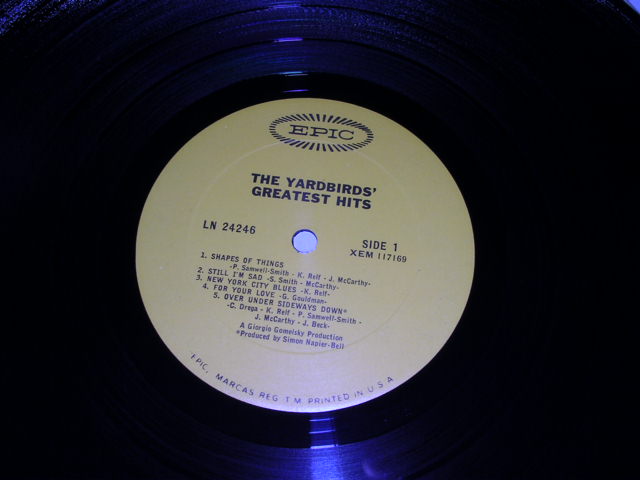 EPIC
THE YARDBIRDS'
GREATEST HITS
LN 24246
SIDE 1
XEM 117169
1. SHAPES OF THINGS
-P. Samwell-Smith - K. Relf - J. McCarthy-
2. STILL I'M SAD -S. Smith - McCarthy-
3. NEW YORK CITY BLUES -K. Relf-
4. FOR YOUR LOVE -G. Gouldman-
5. OVER UNDER SIDEWAYS DOWN*
-C. Drega - K. Relf - P. Samwell-Smith -
J. McCarthy - J. Beck-
A Giorgio Gomelsky Production
*Produced by Simon Napier-Bell
EPIC, MARCAS REG. T.M. PRINTED IN U.S.A.